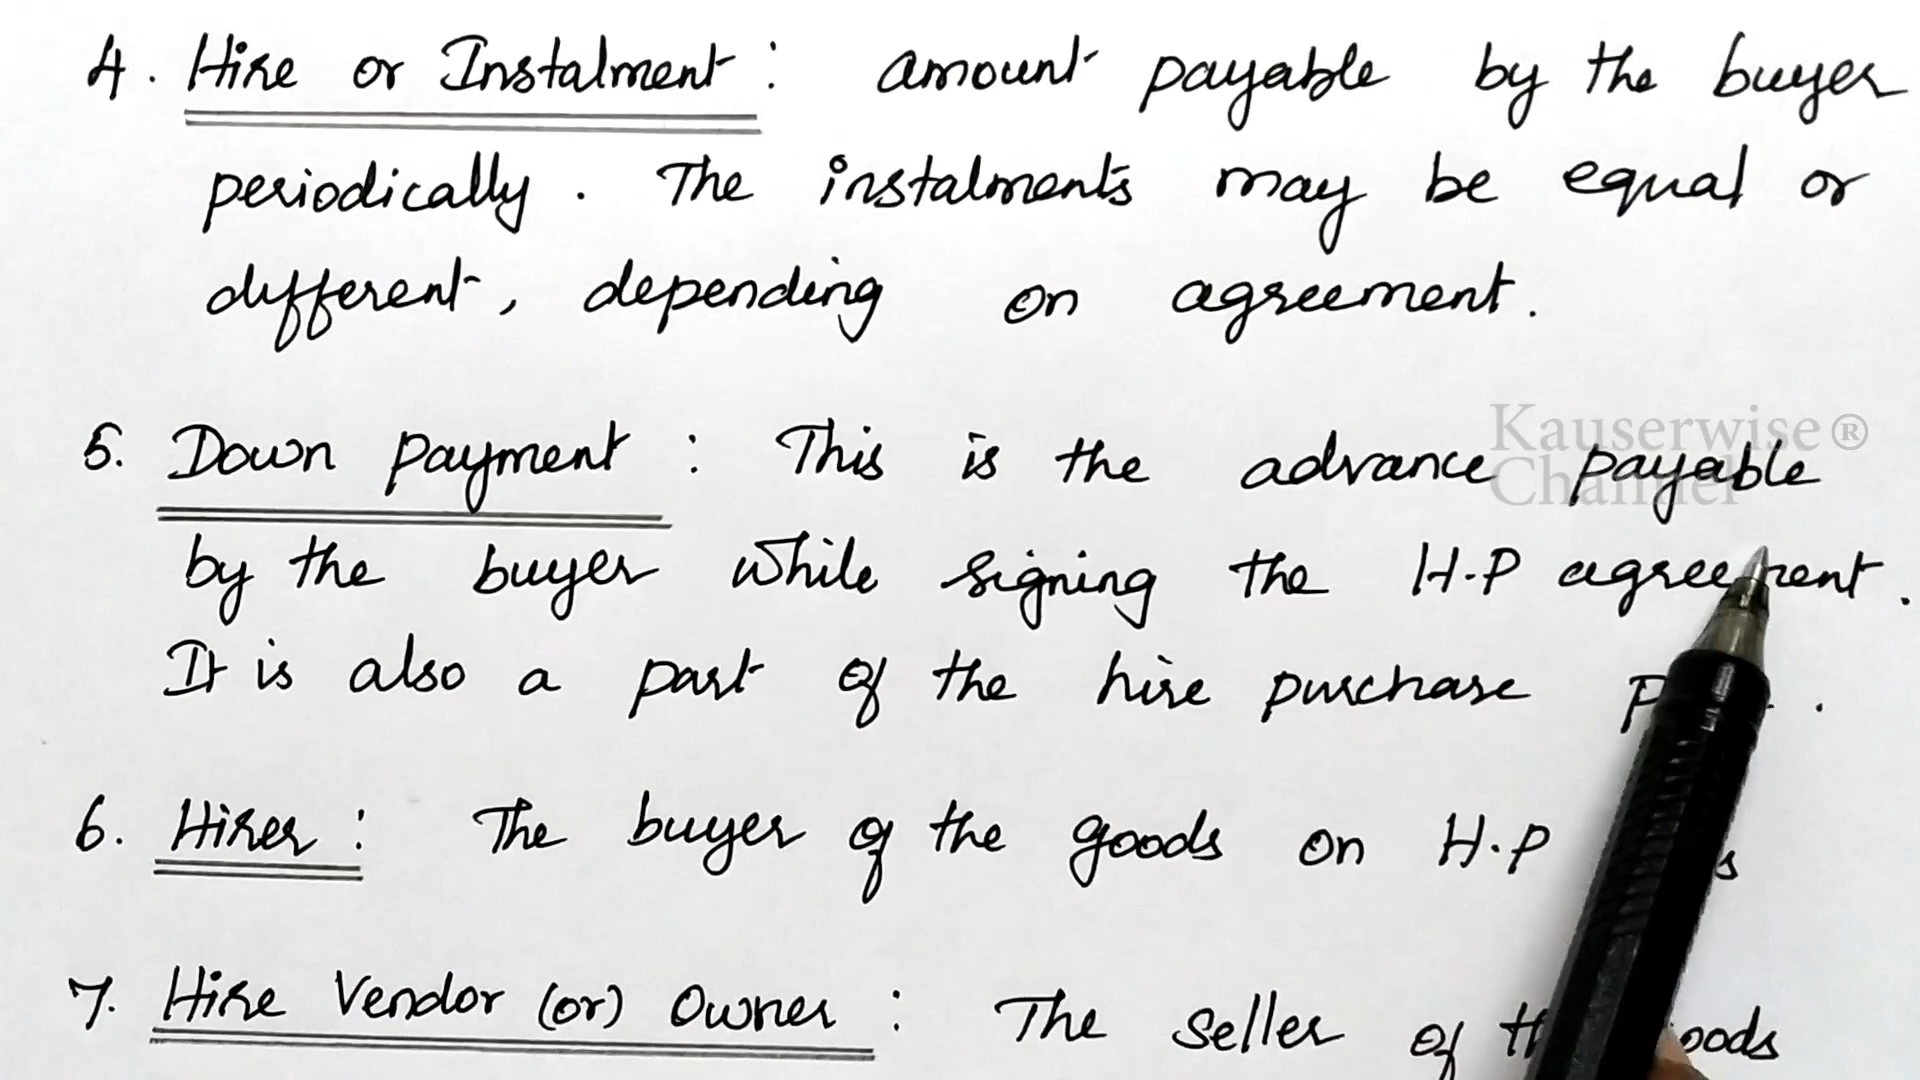 4. Hire or Instalment : amount payable by the buyer
periodically. The instalments may be equal or
different, depending on agreement.
Kauserwise®
Channel
5. Down payment : This is the advance payable
by the buyer while signing the H.P agreement.
It is also a part of the hire purchase
6. Hirer : The buyer of the goods on H.P
7. Hire Vendor (or) Owner : The seller of